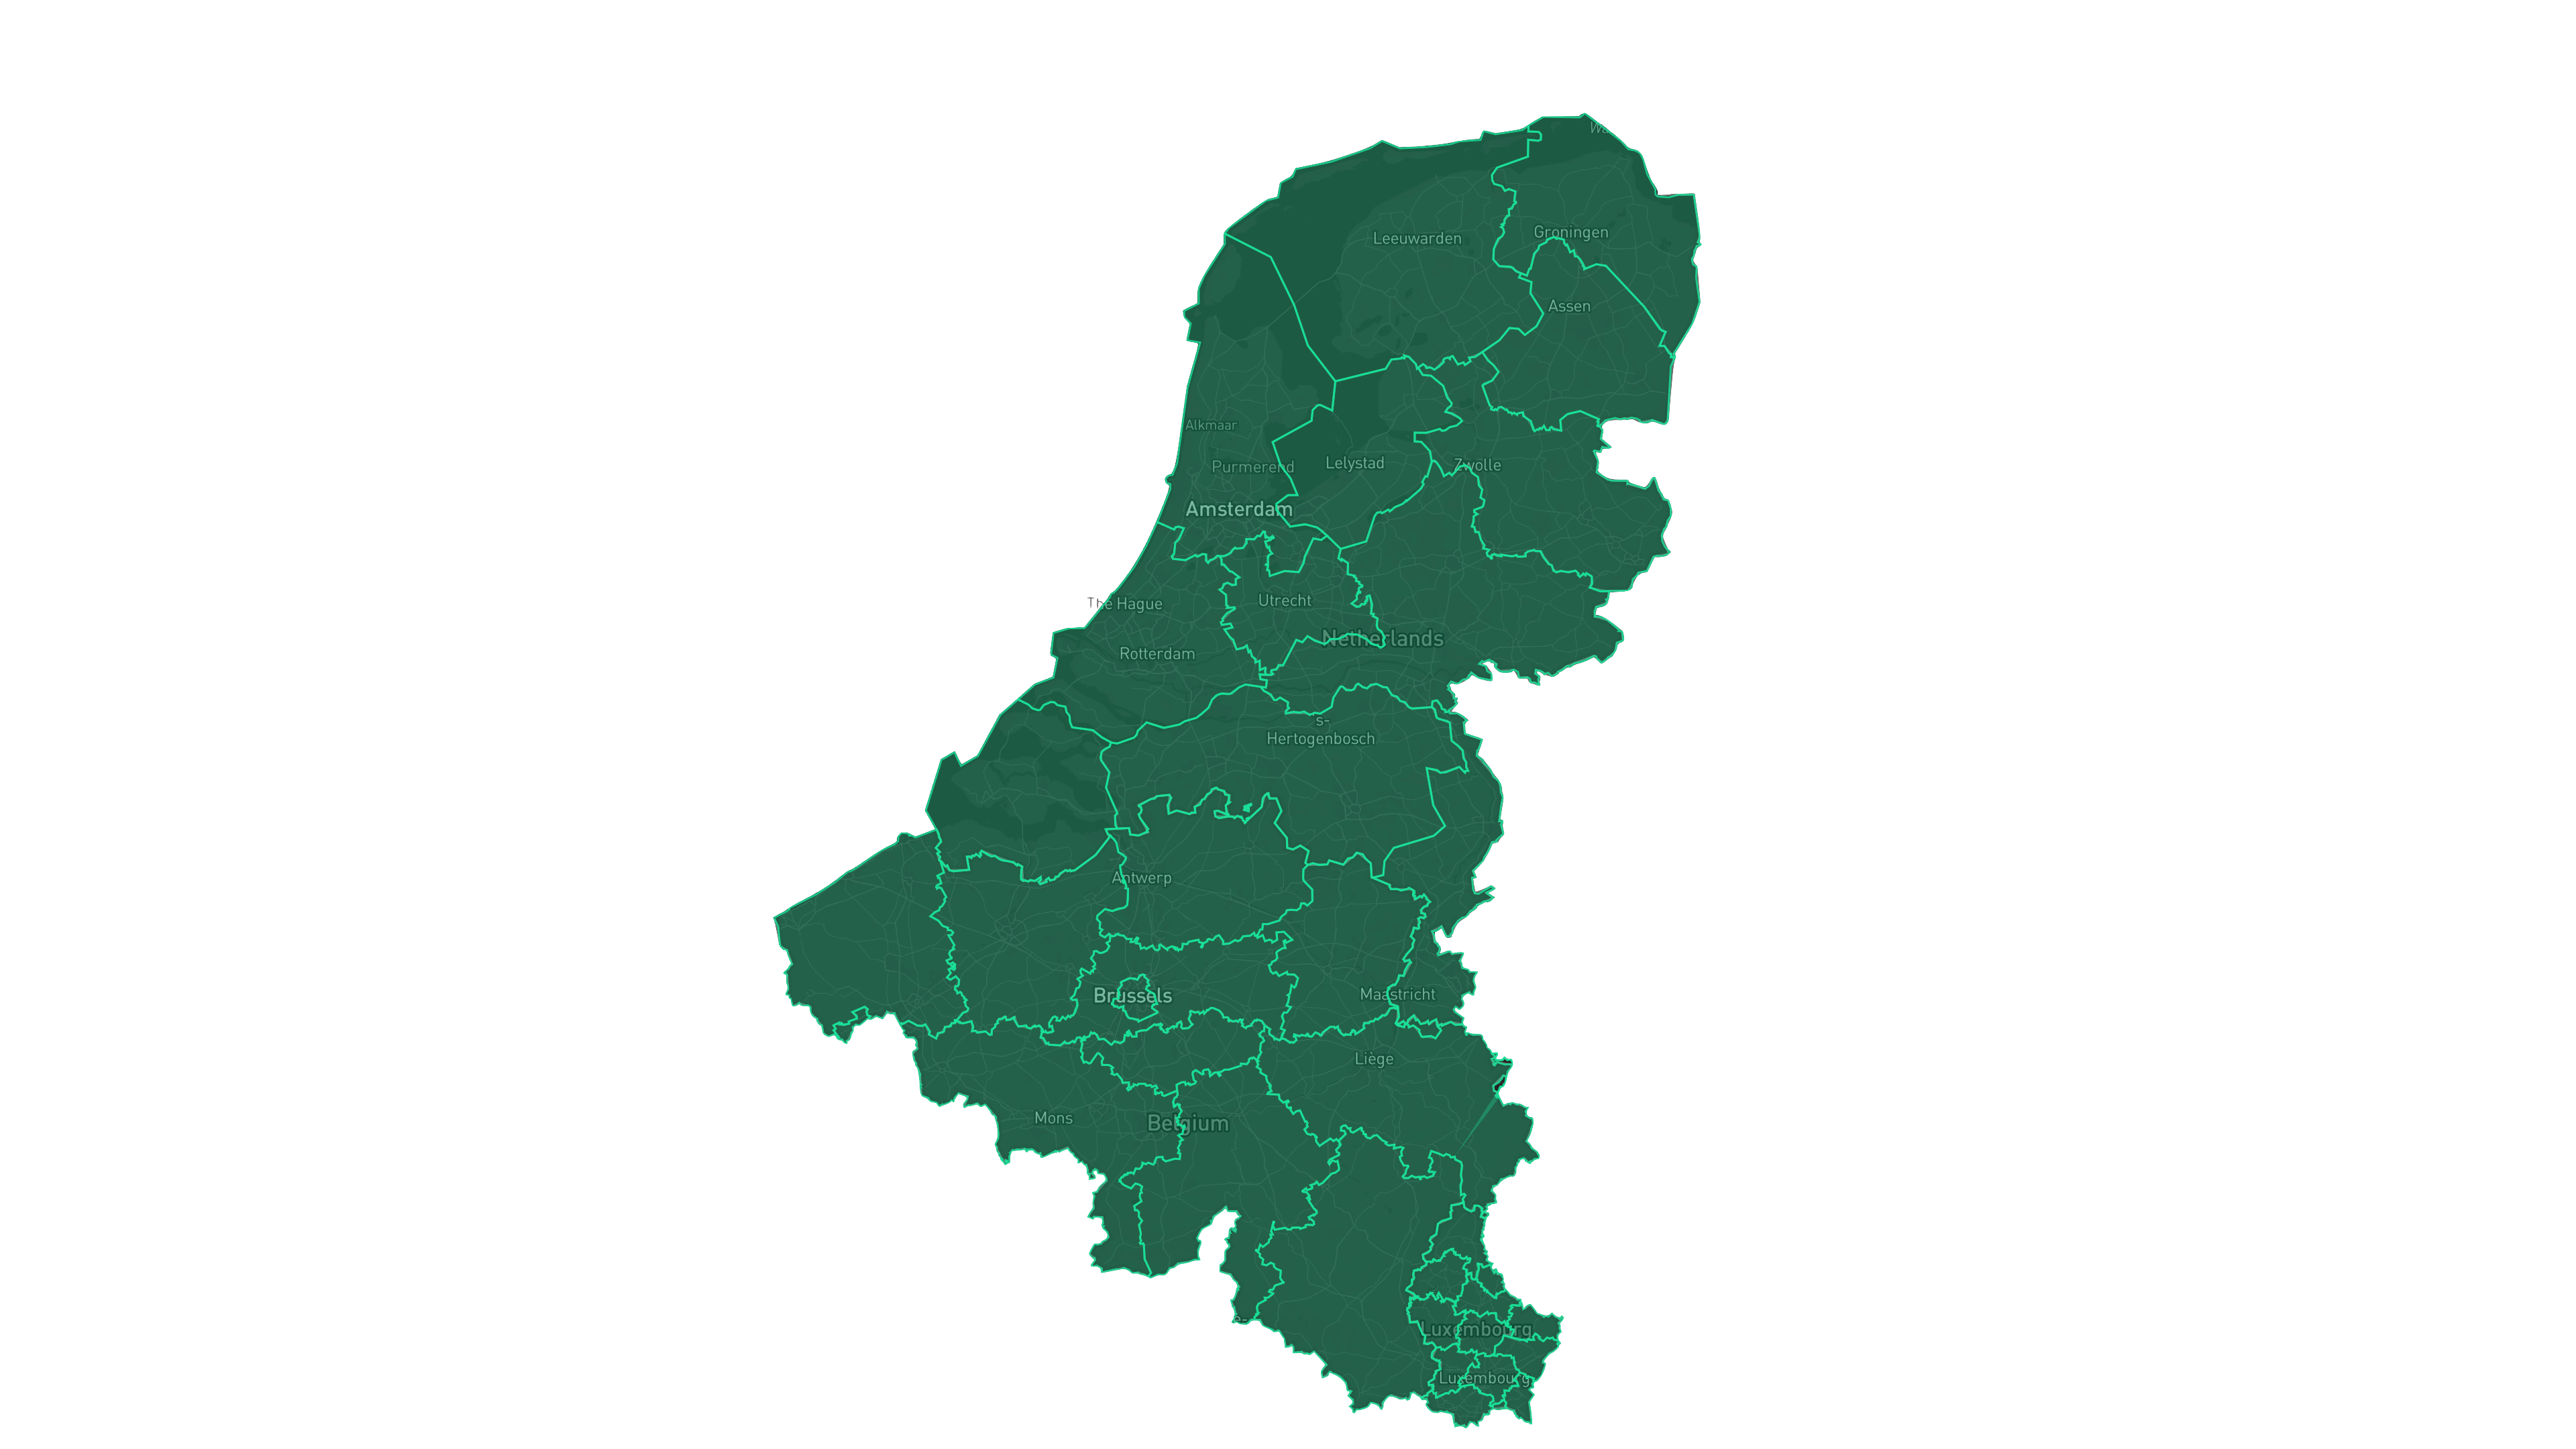 Leeuwarden
Groningen
Assen
Alkmaar
Purmerend
Lelystad
Zwolle
Amsterdam
The Hague
Utrecht
Netherlands
Rotterdam
s-
Hertogenbosch
Antwerp
Brussels
Maastricht
Liège
Mons
Belgium
Luxembourg
Luxembourg